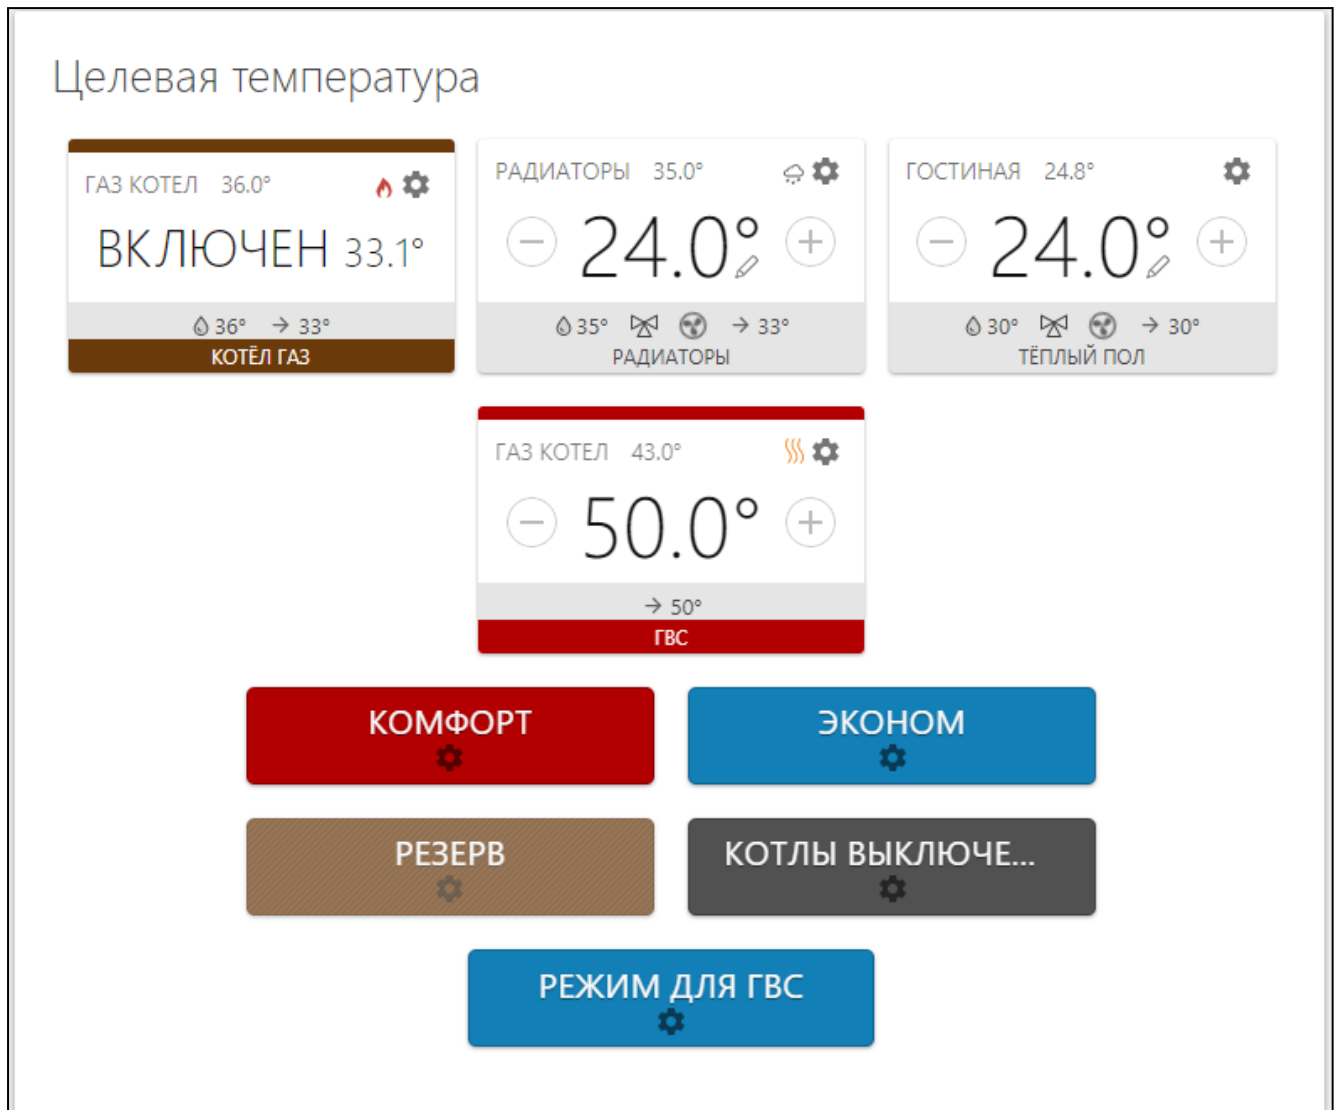 Целевая температура
ГАЗ КОТЕЛ 36.0°
ВКЛЮЧЕН 33.1°
36° → 33°
КОТЁЛ ГАЗ
РАДИАТОРЫ 35.0°
24.0°
35° → 33°
РАДИАТОРЫ
ГОСТИНАЯ 24.8°
24.0°
30° → 30°
ТЁПЛЫЙ ПОЛ
ГАЗ КОТЕЛ 43.0°
50.0°
→ 50°
ГВС
КОМФОРТ
ЭКОНОМ
РЕЗЕРВ
КОТЛЫ ВЫКЛЮЧЕ...
РЕЖИМ ДЛЯ ГВС